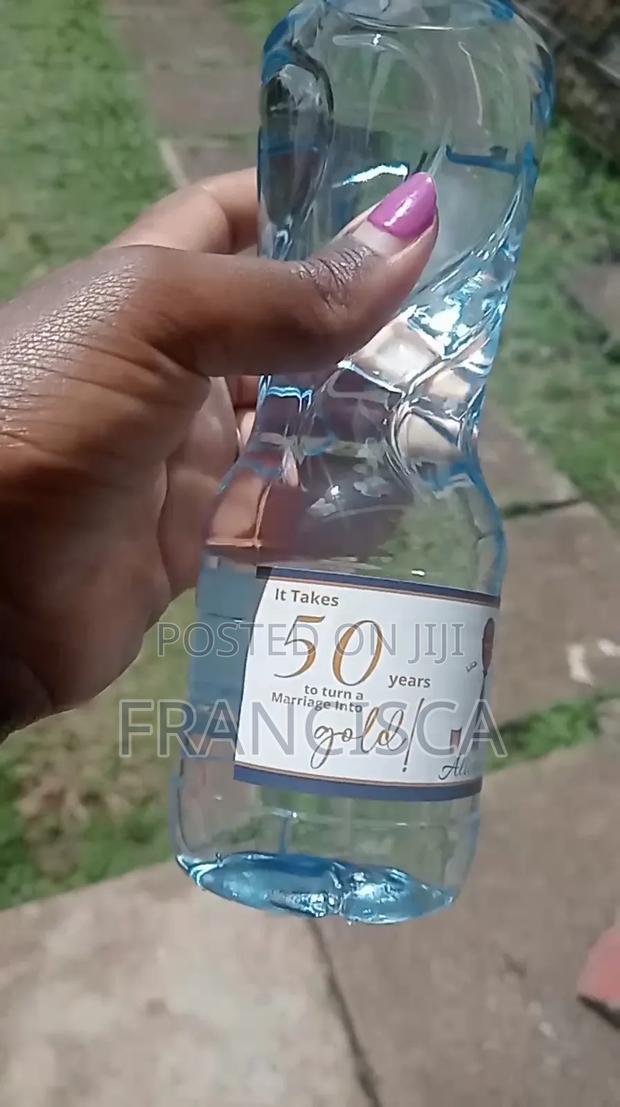 It Takes
50
years
to turn a
Marriage into
gold!
POSTED ON JIJI
FRANCISCA